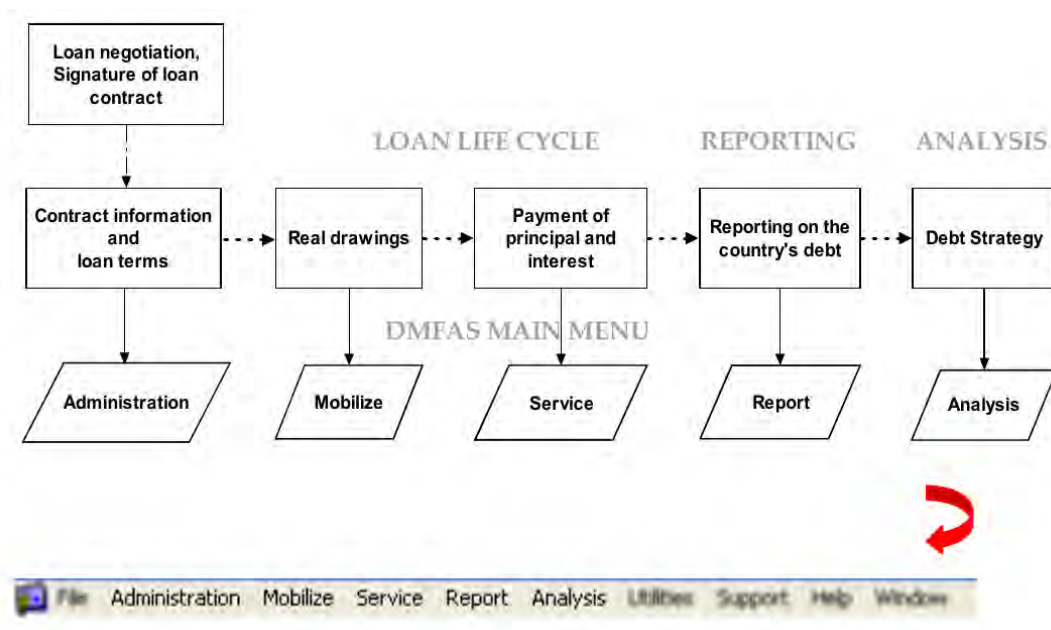 Loan negotiation,
Signature of loan
contract
LOAN LIFE CYCLE
REPORTING
ANALYSIS
Contract information
and
loan terms
Real drawings
Payment of
principal and
interest
Reporting on the
country's debt
Debt Strategy
DMFAS MAIN MENU
Administration
Mobilize
Service
Report
Analysis
File Administration Mobilize Service Report Analysis Utilities Support Help Window